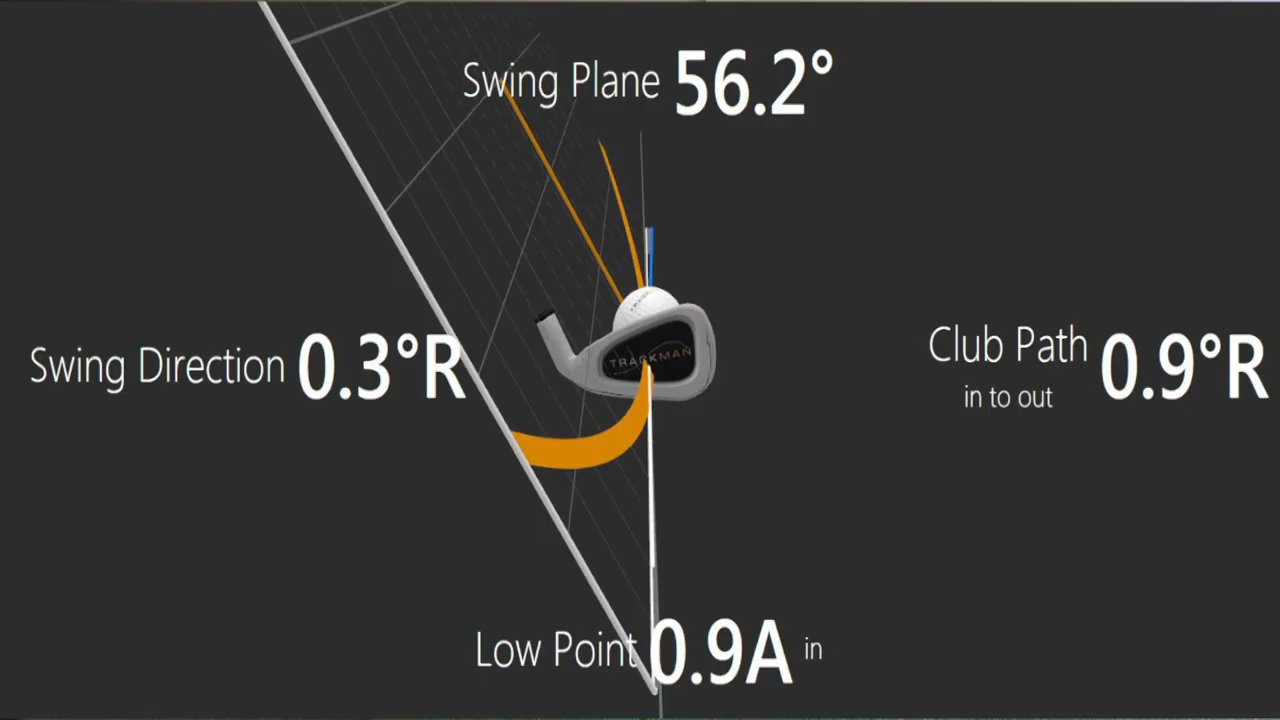 Swing Plane 56.2°
Swing Direction 0.3°R
Club Path 0.9°R
in to out
TRACKMAN
Low Point 0.9A in